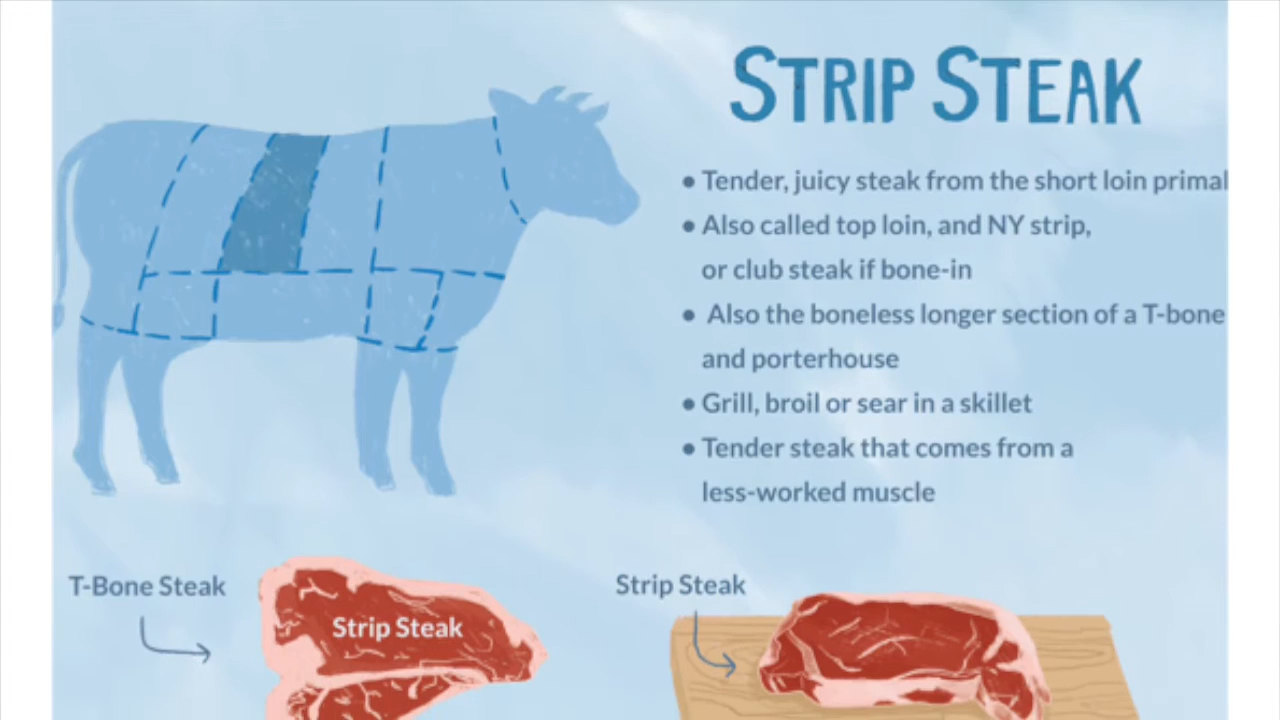 STRIP STEAK
• Tender, juicy steak from the short loin primal
• Also called top loin, and NY strip,
or club steak if bone-in
• Also the boneless longer section of a T-bone
and porterhouse
• Grill, broil or sear in a skillet
• Tender steak that comes from a
less-worked muscle
T-Bone Steak
Strip Steak
Strip Steak